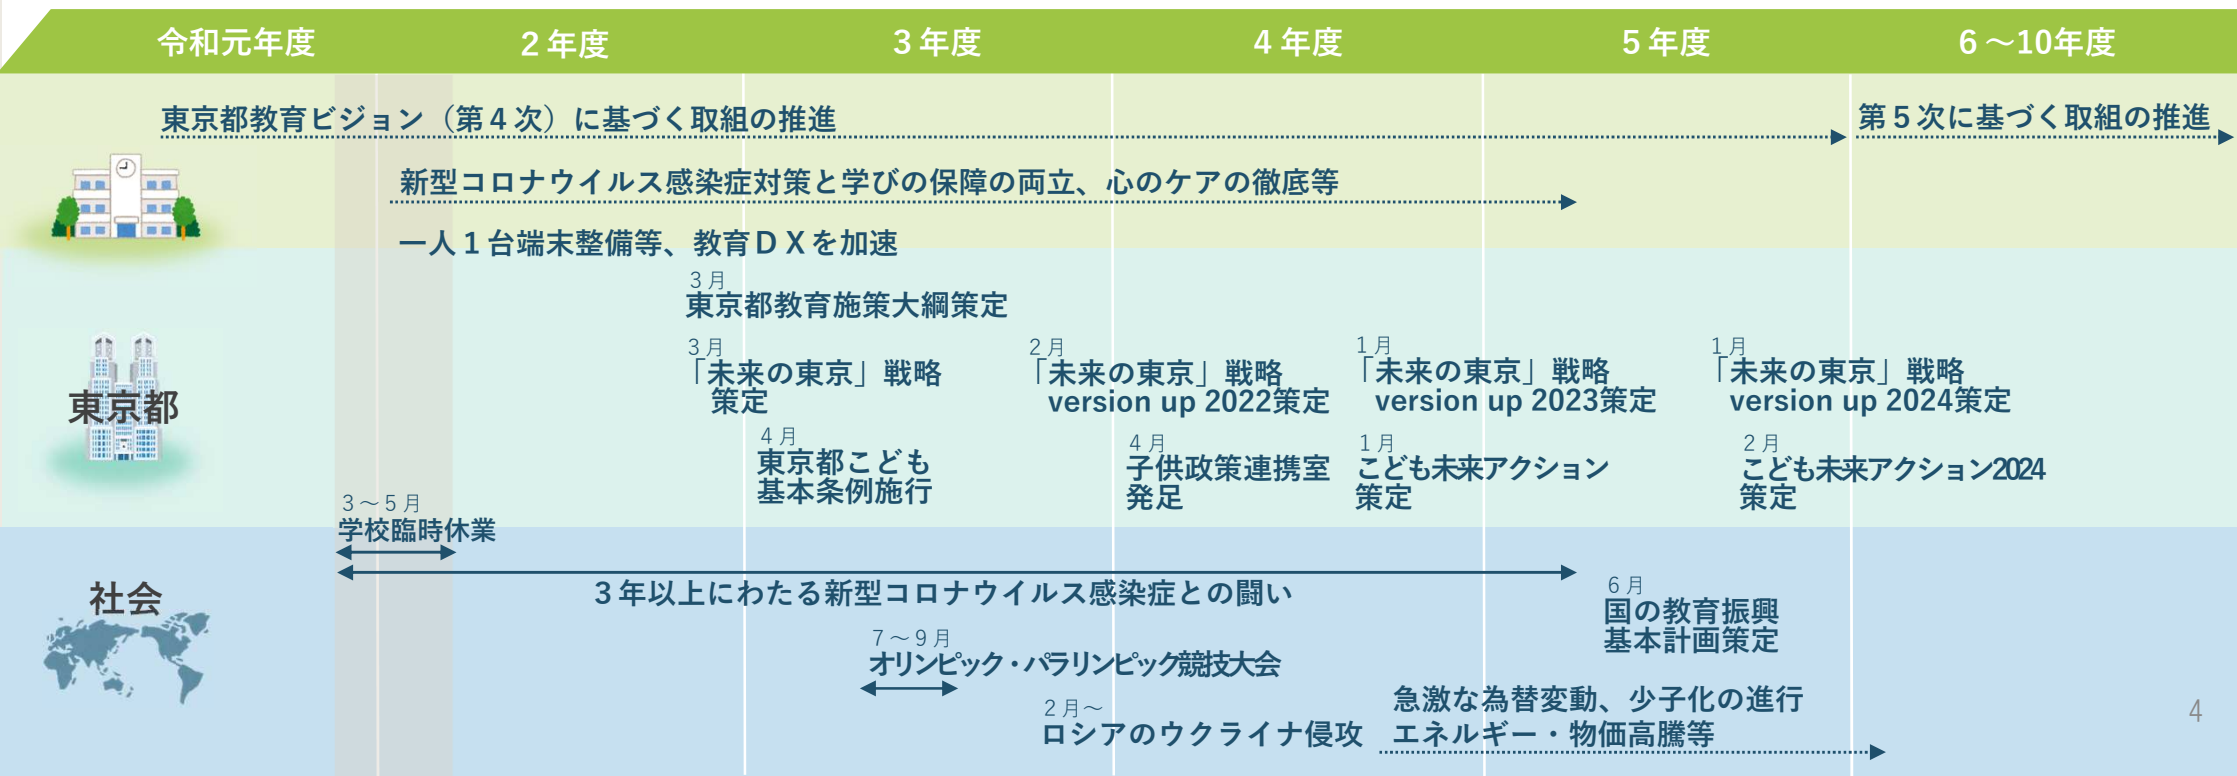 令和元年度
2年度
3年度
4年度
5年度
6～10年度
東京都教育ビジョン（第4次）に基づく取組の推進
第5次に基づく取組の推進
新型コロナウイルス感染症対策と学びの保障の両立、心のケアの徹底等
一人1台端末整備等、教育DXを加速
東京都
3月
東京都教育施策大綱策定
3月
「未来の東京」戦略
策定
2月
「未来の東京」戦略
version up 2022策定
1月
「未来の東京」戦略
version up 2023策定
1月
「未来の東京」戦略
version up 2024策定
4月
東京都こども
基本条例施行
4月
子供政策連携室
発足
1月
こども未来アクション
策定
2月
こども未来アクション2024
策定
3～5月
学校臨時休業
社会
3年以上にわたる新型コロナウイルス感染症との闘い
6月
国の教育振興
基本計画策定
7～9月
オリンピック・パラリンピック競技大会
2月～
ロシアのウクライナ侵攻
急激な為替変動、少子化の進行
エネルギー・物価高騰等
4